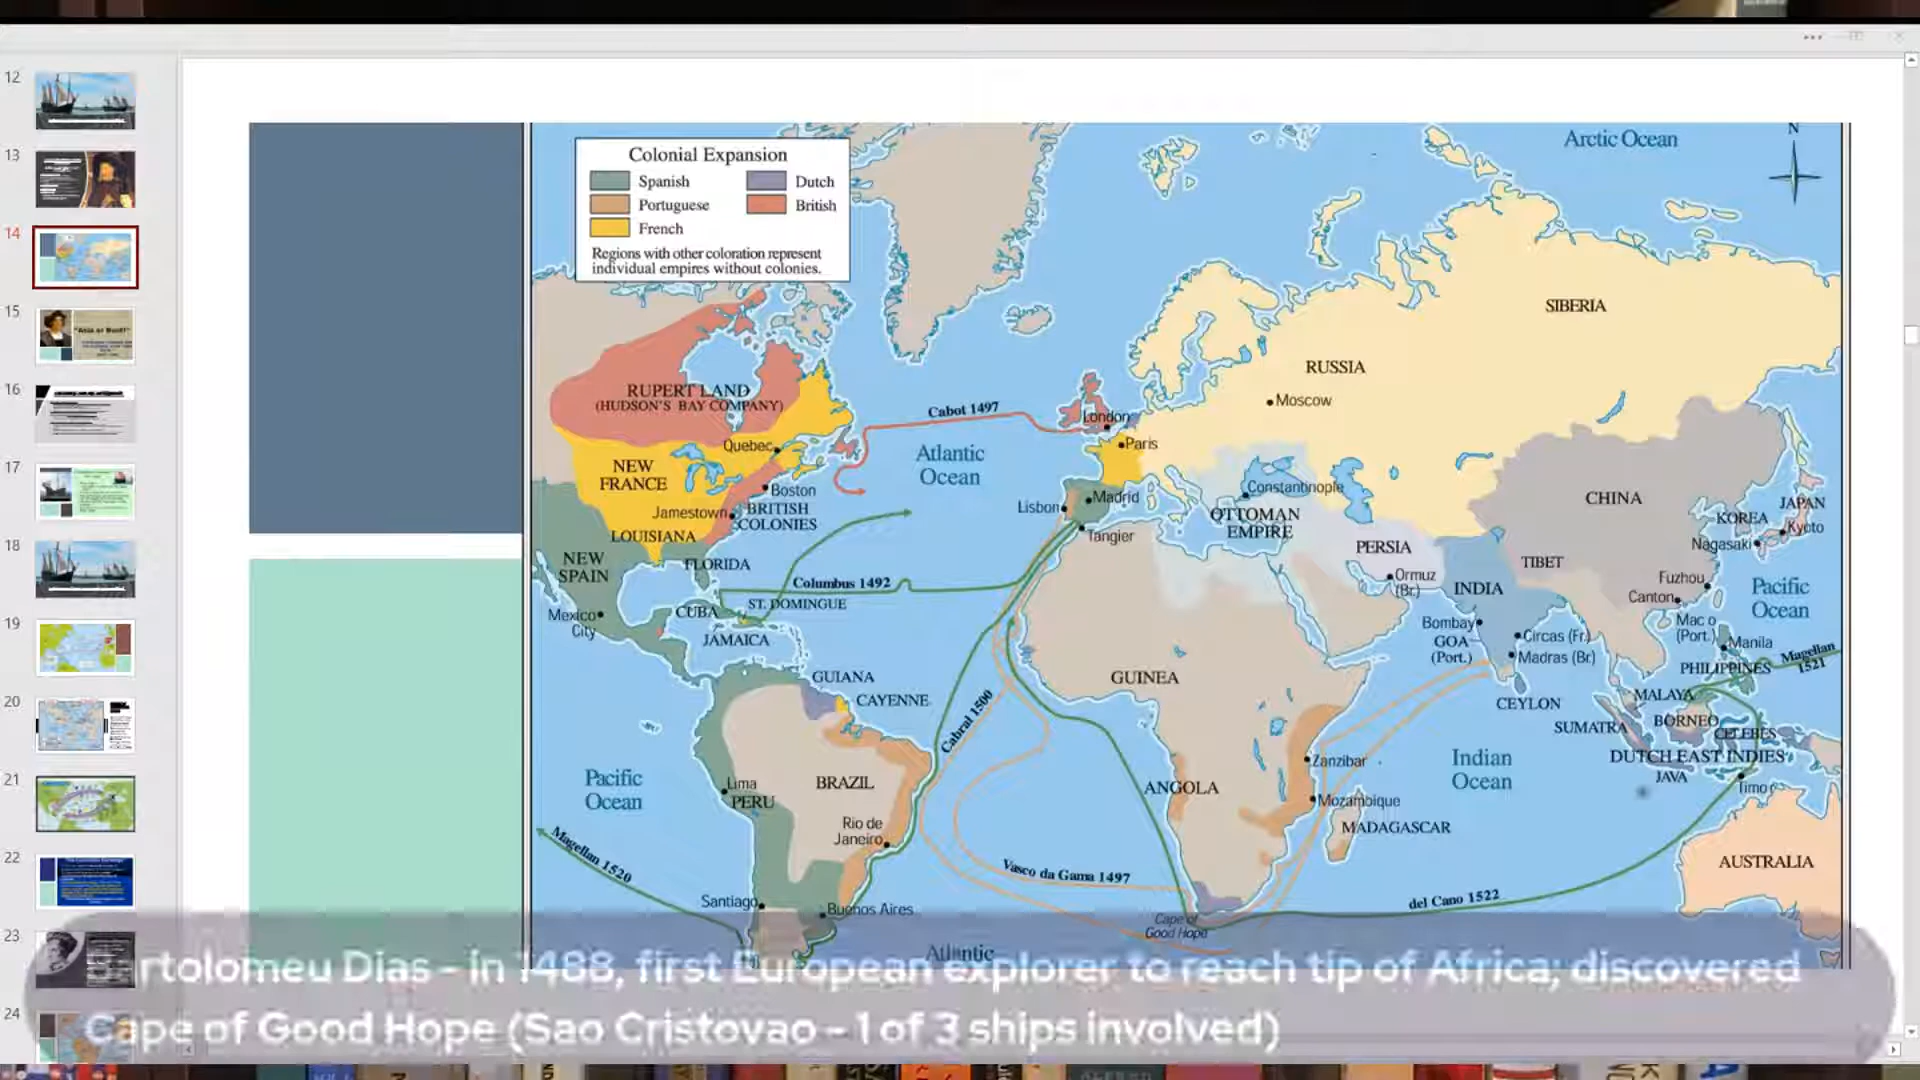 12
13
14
15
16
17
18
19
20
21
22
23
24
"Asia or Bust!"
Colonial Expansion
Spanish
Dutch
Portuguese
British
French
Regions with other coloration represent
individual empires without colonies.
Arctic Ocean
N
SIBERIA
RUSSIA
Moscow
RUPERT LAND
(HUDSON'S BAY COMPANY)
Cabot 1497
London
Paris
Quebec
Atlantic
Ocean
NEW
FRANCE
Boston
Jamestown
BRITISH
COLONIES
LOUISIANA
Lisbon
Madrid
Tangier
Constantinople
OTTOMAN
EMPIRE
PERSIA
Ormuz
(Br.)
CHINA
JAPAN
KOREA
Kyoto
Nagasaki
TIBET
INDIA
Fuzhou
Canton
Pacific
Ocean
NEW
SPAIN
FLORIDA
Columbus 1492
CUBA
ST. DOMINGUE
Mexico
City
JAMAICA
Bombay
GOA
(Port.)
Circas (Fr.)
Madras (Br)
Mac o
(Port.)
Manila
Magellan
1521
PHILIPPINES
GUIANA
CAYENNE
GUINEA
CEYLON
MALAYA
SUMATRA
BORNEO
CELEBES
DUTCH EAST INDIES
JAVA
Timor
Cabral 1500
Pacific
Ocean
Lima
PERU
BRAZIL
ANGOLA
Zanzibar
Indian
Ocean
Mozambique
MADAGASCAR
Rio de
Janeiro
Magellan 1520
Vasco da Gama 1497
AUSTRALIA
del Cano 1522
Santiago
Buenos Aires
Cape of
Good Hope
Atlantic
Bartolomeu Dias - in 1488, first European explorer to reach tip of Africa; discovered
Cape of Good Hope (Sao Cristovao - 1 of 3 ships involved)